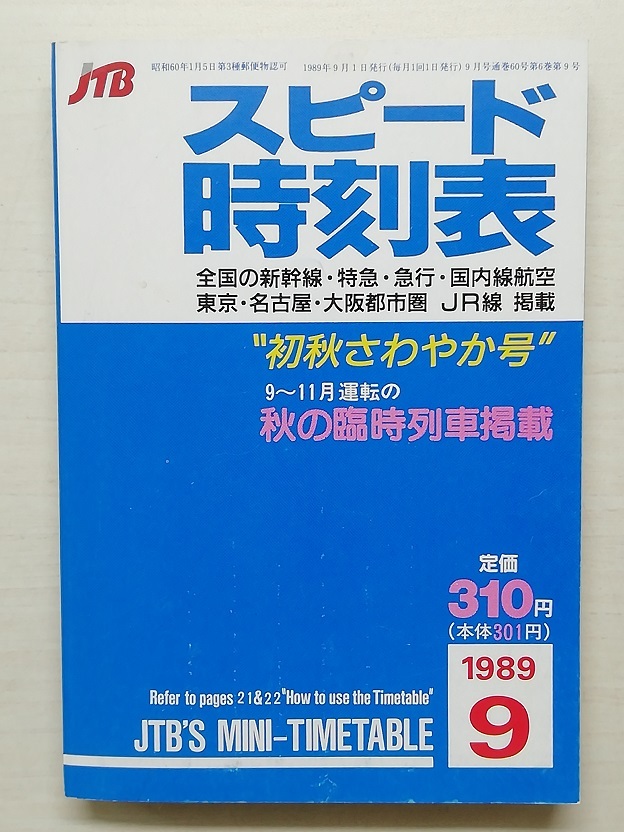 JTB
昭和60年1月5日第3種郵便物認可 1989年9月1日発行(毎月1回1日発行)9月号通巻60号第6巻第9号
スピード
時刻表
全国の新幹線・特急・急行・国内線航空
東京・名古屋・大阪都市圏 JR線 掲載
"初秋さわやか号"
9〜11月運転の
秋の臨時列車掲載
定価
310円
(本体301円)
1989
9
Refer to pages 21&22"How to use the Timetable"
JTB'S MINI-TIMETABLE